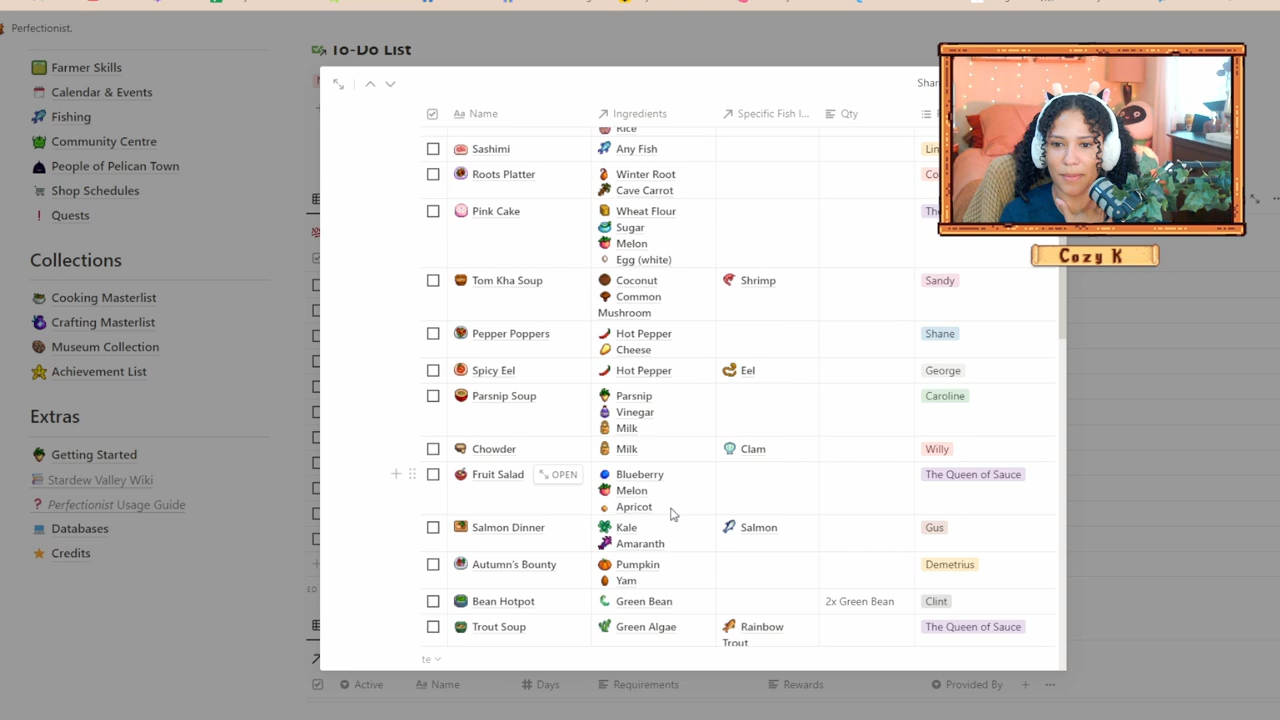 Perfectionist.
Farmer Skills
Calendar & Events
Fishing
Community Centre
People of Pelican Town
Shop Schedules
Quests
Collections
Cooking Masterlist
Crafting Masterlist
Museum Collection
Achievement List
Extras
Getting Started
Stardew Valley Wiki
Perfectionist Usage Guide
Databases
Credits
To-Do List
Shar
Aa Name
Ingredients
Specific Fish I...
Qty
Rice
Sashimi
Any Fish
Lin
Roots Platter
Winter Root
Cave Carrot
Co
Pink Cake
Wheat Flour
Sugar
Melon
Egg (white)
Th
Tom Kha Soup
Coconut
Common
Mushroom
Shrimp
Sandy
Pepper Poppers
Hot Pepper
Cheese
Shane
Spicy Eel
Hot Pepper
Eel
George
Parsnip Soup
Parsnip
Vinegar
Milk
Caroline
Chowder
Milk
Clam
Willy
Fruit Salad
OPEN
Blueberry
Melon
Apricot
The Queen of Sauce
Salmon Dinner
Kale
Amaranth
Salmon
Gus
Autumn's Bounty
Pumpkin
Yam
Demetrius
Bean Hotpot
Green Bean
2x Green Bean
Clint
Trout Soup
Green Algae
Rainbow
Trout
The Queen of Sauce
te
Active
Aa Name
# Days
Requirements
Rewards
Provided By
Cozy K